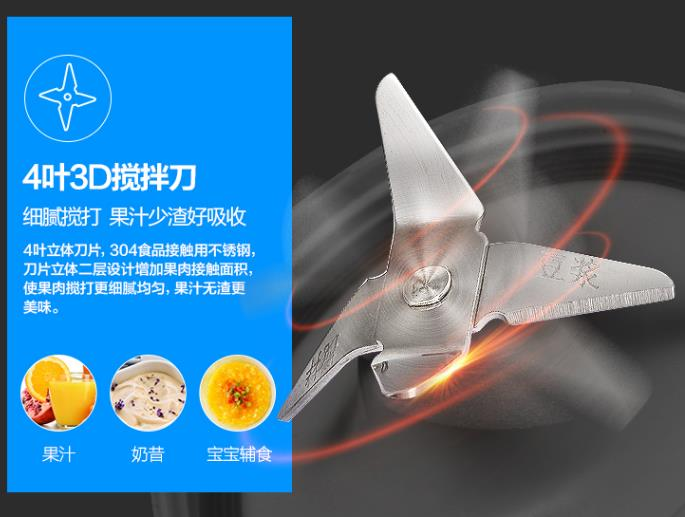 4叶3D搅拌刀
细腻搅打 果汁少渣好吸收
4叶立体刀片, 304食品接触用不锈钢,
刀片立体二层设计增加果肉接触面积,
使果肉搅打更细腻均匀, 果汁无渣更
美味。
果汁
奶昔
宝宝辅食